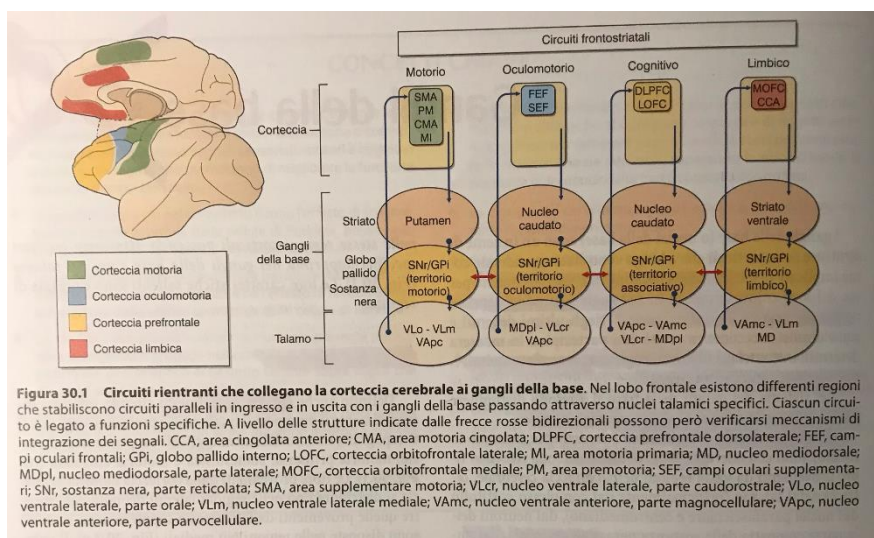 Circuiti frontostriatali
Motorio
Oculomotorio
Cognitivo
Limbico
Corteccia
SMA
PM
CMA
MI
FEF
SEF
DLPFC
LOFC
MOFC
CCA
Gangli
della base
Striato
Putamen
Nucleo
caudato
Nucleo
caudato
Striato
ventrale
Globo
pallido
Sostanza
nera
SNr/GPi
(territorio
motorio)
SNr/GPi
(territorio
oculomotorio)
SNr/GPi
(territorio
associativo)
SNr/GPi
(territorio
limbico)
Talamo
VLo - VLm
VApc
MDpl - VLcr
VApc
VApc - VAmc
VLcr - MDpl
VAmc - VLm
MD
Corteccia motoria
Corteccia oculomotoria
Corteccia prefrontale
Corteccia limbica
Figura 30.1 Circuiti rientranti che collegano la corteccia cerebrale ai gangli della base. Nel lobo frontale esistono differenti regioni
che stabiliscono circuiti paralleli in ingresso e in uscita con i gangli della base passando attraverso nuclei talamici specifici. Ciascun circui-
to è legato a funzioni specifiche. A livello delle strutture indicate dalle frecce rosse bidirezionali possono però verificarsi meccanismi di
integrazione dei segnali. CCA, area cingolata anteriore; CMA, area motoria cingolata; DLPFC, corteccia prefrontale dorsolaterale; FEF, cam-
pi oculari frontali; GPi, globo pallido interno; LOFC, corteccia orbitofrontale laterale; MI, area motoria primaria; MD, nucleo mediodorsale;
MDpl, nucleo mediodorsale, parte laterale; MOFC, corteccia orbitofrontale mediale; PM, area premotoria; SEF, campi oculari supplementa-
ri; SNr, sostanza nera, parte reticolata; SMA, area supplementare motoria; VLcr, nucleo ventrale laterale, parte caudorostrale; VLo, nucleo
ventrale laterale, parte orale; VLm, nucleo ventrale laterale mediale; VAmc, nucleo ventrale anteriore, parte magnocellulare; VApc, nucleo
ventrale anteriore, parte parvocellulare.